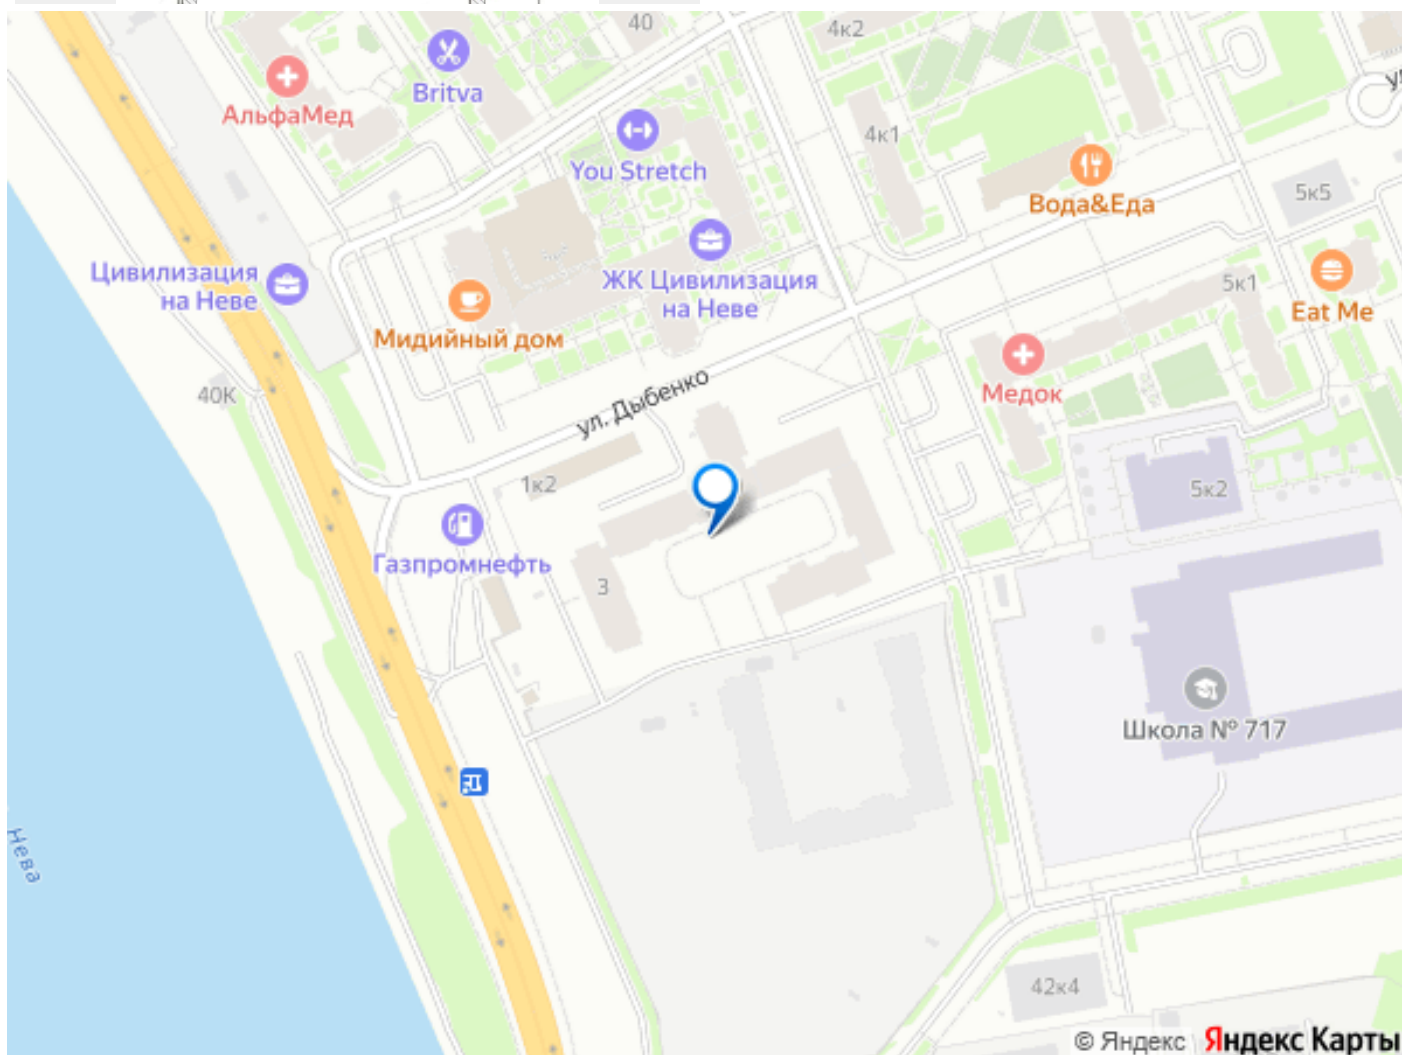 40
4к2
Britva
АльфаМед
You Stretch
4к1
Вода&Еда
5к5
Цивилизация
на Неве
ЖК Цивилизация
на Неве
5к1
Eat Me
Мидийный дом
Медок
40К
ул. Дыбенко
1к2
5к2
Газпромнефть
3
Школа № 717
Нева
42к4
© Яндекс Яндекс Карты